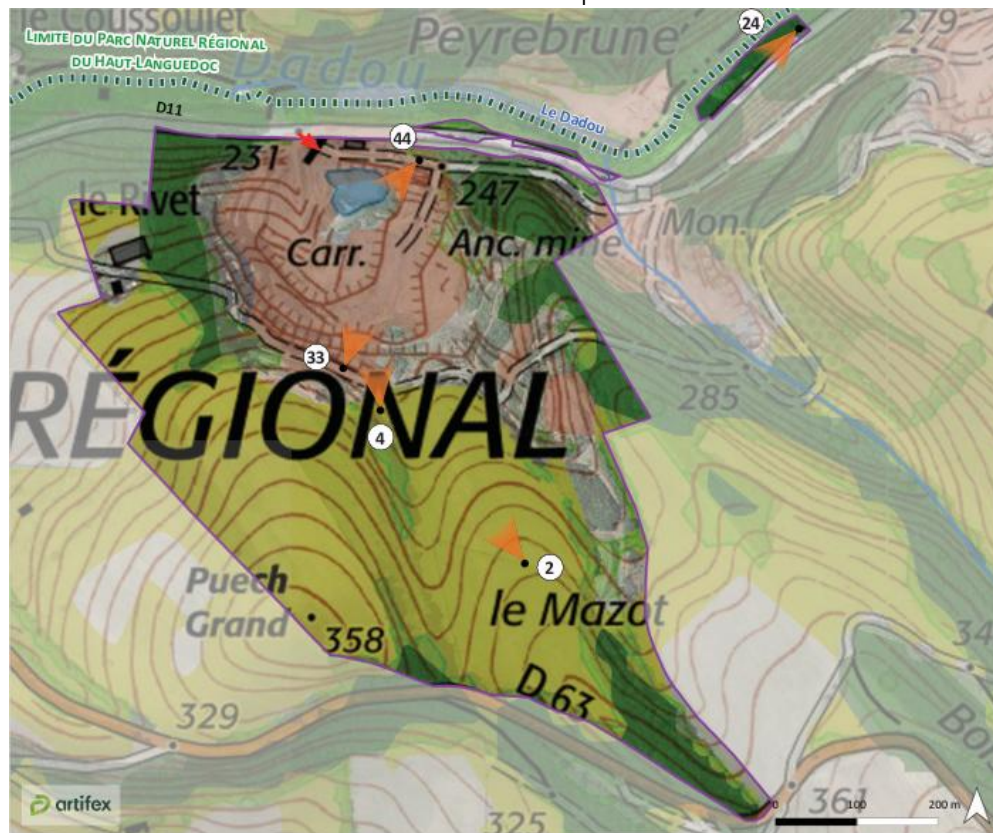 le Coussoulet
LIMITE DU PARC NATUREL RÉGIONAL
DU HAUT-LANGUEDOC
Dadou
Peyrebrune
24
279
D11
Le Dadou
44
231
247
le Rivet
Carr.
Anc. mine
Mon.
33
285
RÉGIONAL
4
2
Puech
Grand
le Mazot
358
34
D 63
329
Bois
361
325
artifex
0
100
200 m